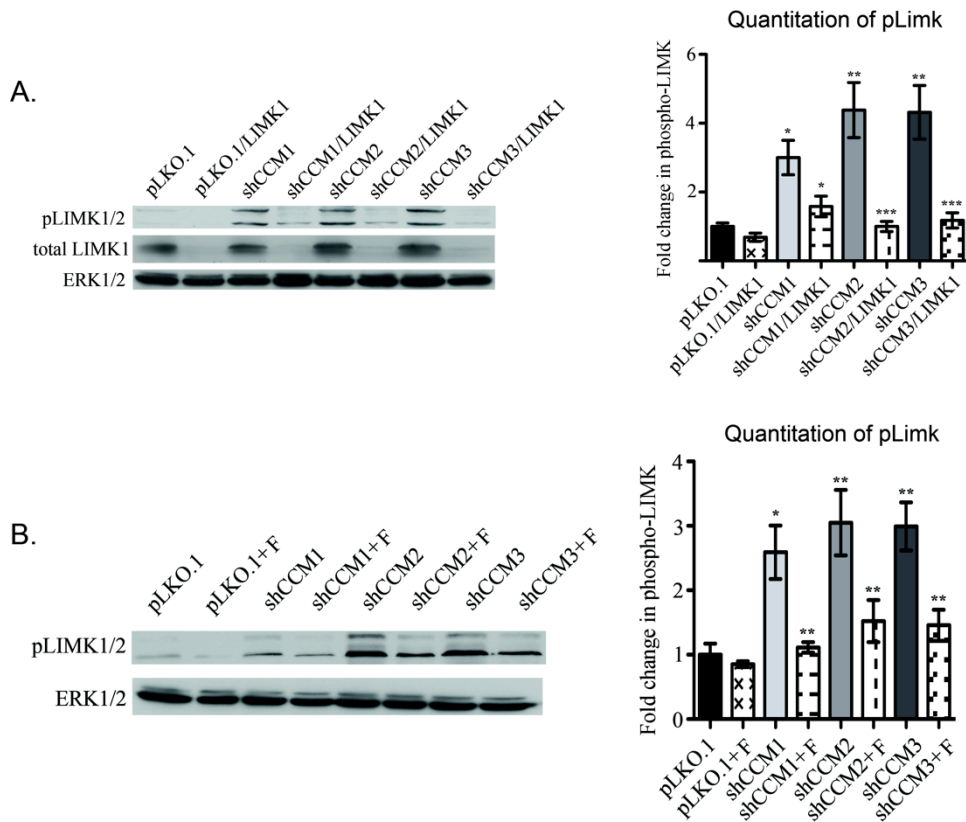 A.
pLKO.1
pLKO.1/LIMK1
shCCM1
shCCM1/LIMK1
shCCM2
shCCM2/LIMK1
shCCM3
shCCM3/LIMK1
pLIMK1/2
total LIMK1
ERK1/2
Quantitation of pLimk
Fold change in phospho-LIMK
6
4
2
0
*
*
**
***
**
***
pLKO.1
pLKO.1/LIMK1
shCCM1
shCCM1/LIMK1
shCCM2
shCCM2/LIMK1
shCCM3
shCCM3/LIMK1
B.
pLKO.1
pLKO.1+F
shCCM1
shCCM1+F
shCCM2
shCCM2+F
shCCM3
shCCM3+F
pLIMK1/2
ERK1/2
Quantitation of pLimk
Fold change in phospho-LIMK
4
3
2
1
0
*
**
**
**
**
**
pLKO.1
pLKO.1+F
shCCM1
shCCM1+F
shCCM2
shCCM2+F
shCCM3
shCCM3+F